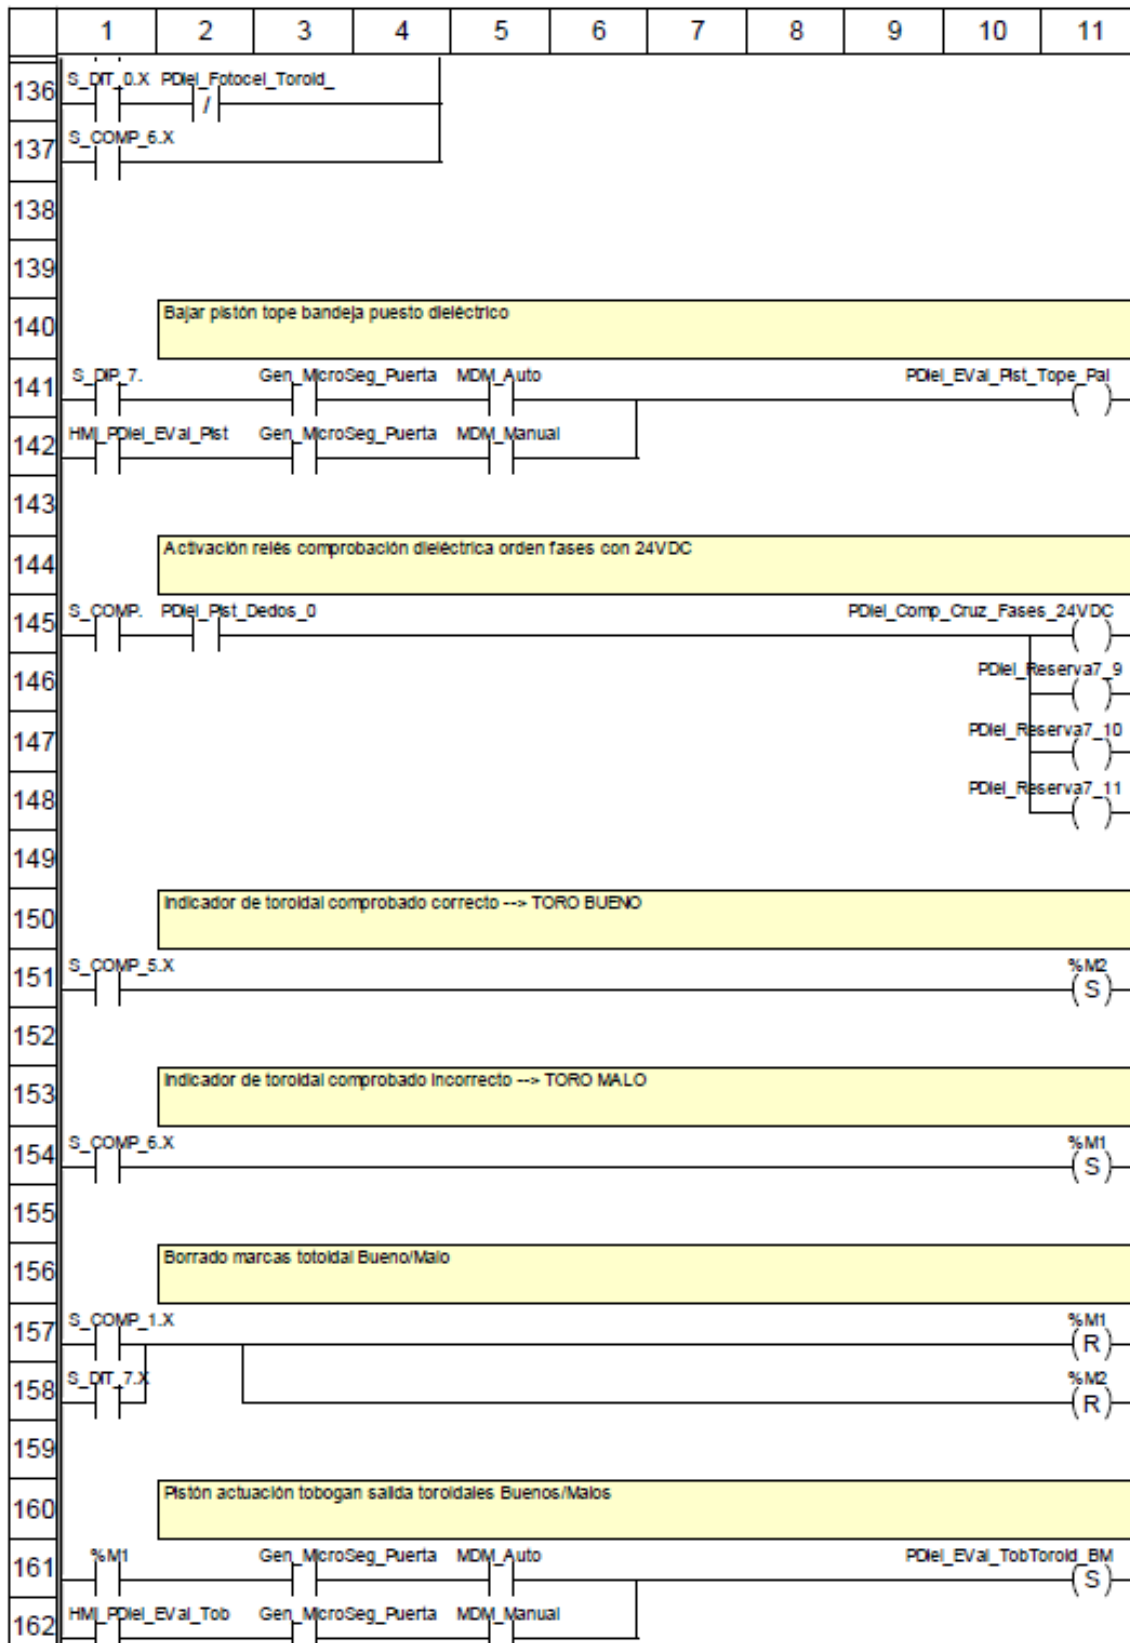 1 2 3 4 5 6 7 8 9 10 11
136 S_DIT_0.X PDiel_Fotocel_Toroid_
/
137 S_COMP_6.X
138
139
140 Bajar pistón tope bandeja puesto dieléctrico
141 S_DIP_7. Gen_MicroSeg_Puerta MDM_Auto PDiel_EVal_Pist_Tope_Pal
142 HMI_PDiel_EVal_Pist Gen_MicroSeg_Puerta MDM_Manual
143
144 Activación relés comprobación dieléctrica orden fases con 24VDC
145 S_COMP. PDiel_Pist_Dedos_0 PDiel_Comp_Cruz_Fases_24VDC
146 PDiel_Reserva7_9
147 PDiel_Reserva7_10
148 PDiel_Reserva7_11
149
150 Indicador de toroidal comprobado correcto --> TORO BUENO
151 S_COMP_5.X %M2
S
152
153 Indicador de toroidal comprobado incorrecto --> TORO MALO
154 S_COMP_6.X %M1
S
155
156 Borrado marcas totoidal Bueno/Malo
157 S_COMP_1.X %M1
R
158 S_DIT_7.X %M2
R
159
160 Pistón actuación tobogan salida toroidales Buenos/Malos
161 %M1 Gen_MicroSeg_Puerta MDM_Auto PDiel_EVal_TobToroid_BM
S
162 HMI_PDiel_EVal_Tob Gen_MicroSeg_Puerta MDM_Manual